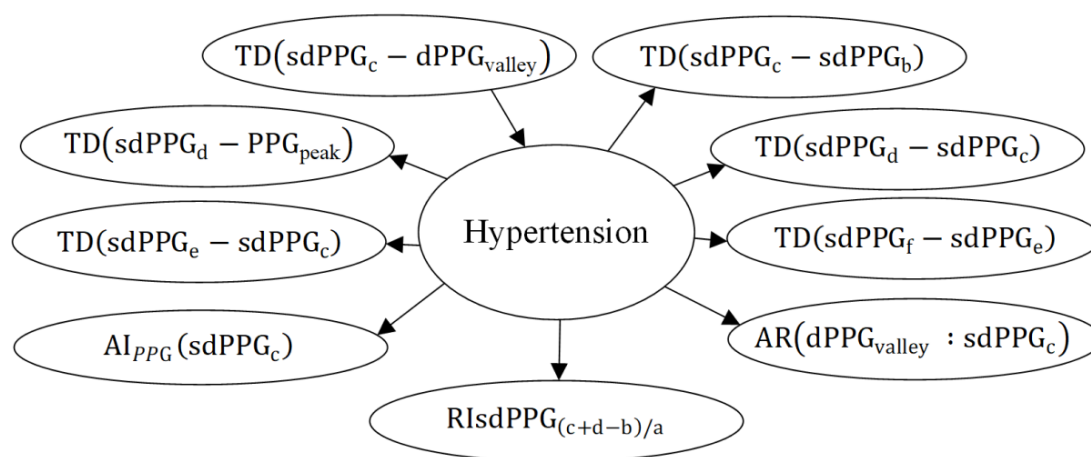 TD(sdPPG_c − dPPG_valley)
TD(sdPPG_c − sdPPG_b)
TD(sdPPG_d − PPG_peak)
TD(sdPPG_d − sdPPG_c)
Hypertension
TD(sdPPG_e − sdPPG_c)
TD(sdPPG_f − sdPPG_e)
AI_PPG(sdPPG_c)
AR(dPPG_valley : sdPPG_c)
RIsdPPG_(c+d−b)/a